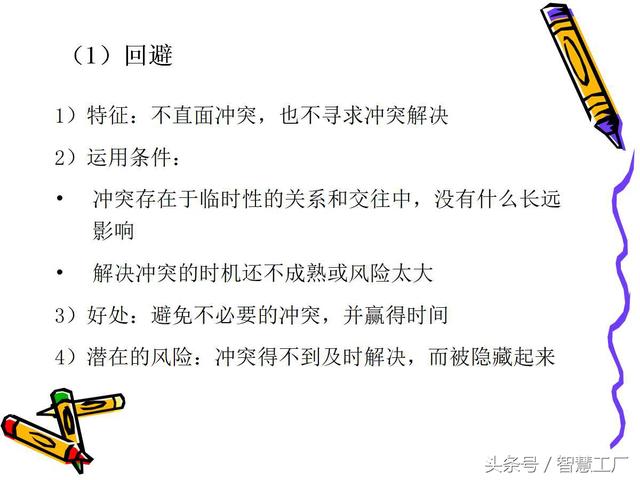 （1）回避
1）特征：不直面冲突，也不寻求冲突解决
2）运用条件：
• 冲突存在于临时性的关系和交往中，没有什么长远
影响
• 解决冲突的时机还不成熟或风险太大
3）好处：避免不必要的冲突，并赢得时间
4）潜在的风险：冲突得不到及时解决，而被隐藏起来
头条号／智慧工厂